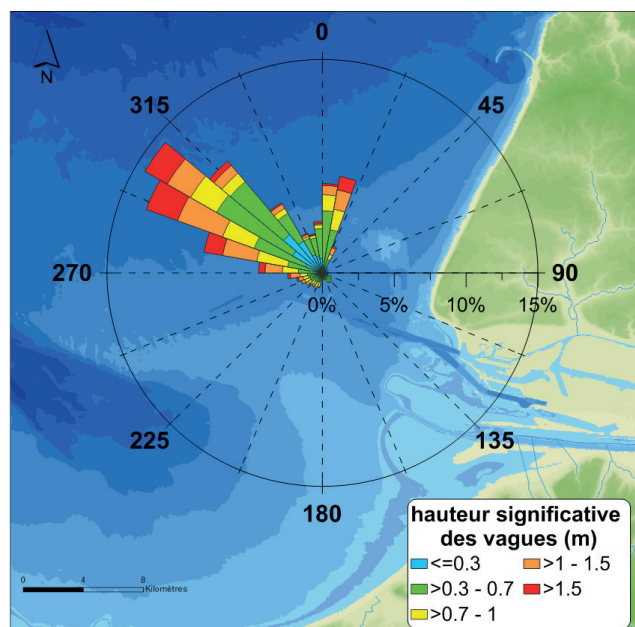 0
N
315
45
270
90
0%
5%
10%
15%
225
135
180
hauteur significative
des vagues (m)
<=0.3
>1 - 1.5
>0.3 - 0.7
>1.5
>0.7 - 1
0 4 8
Kilomètres